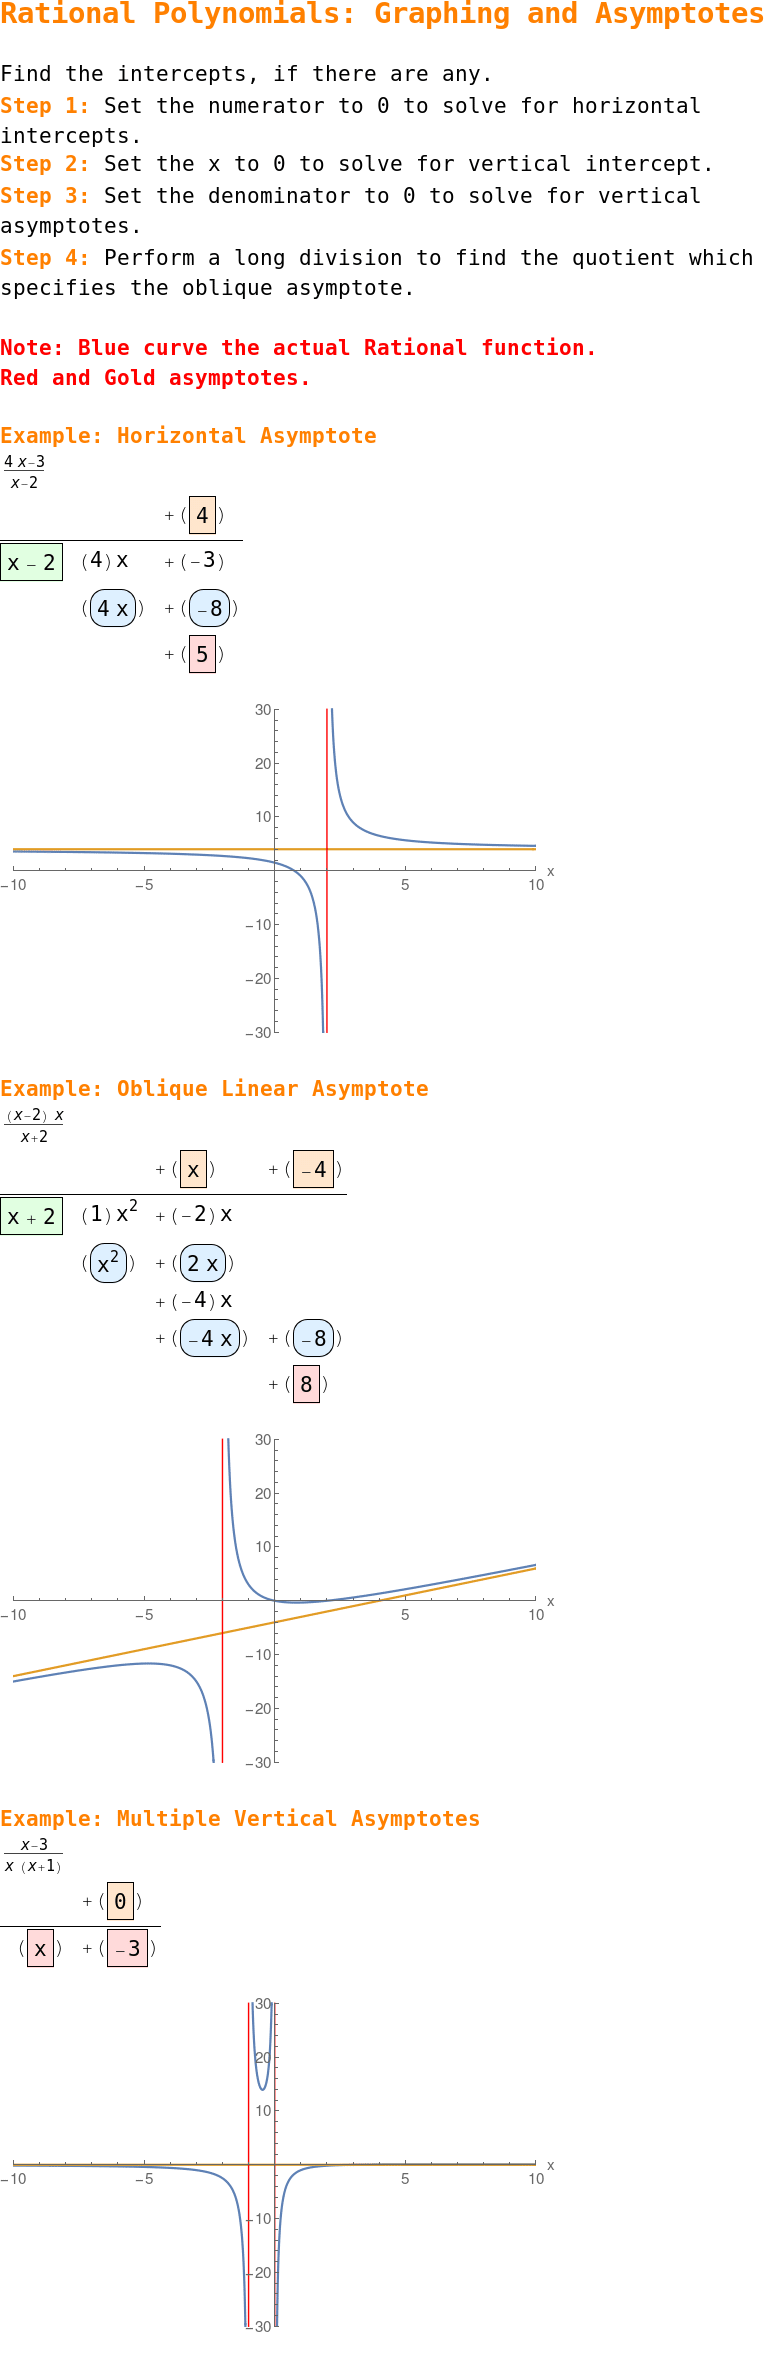 Rational Polynomials: Graphing and Asymptotes
Find the intercepts, if there are any.
Step 1: Set the numerator to 0 to solve for horizontal
intercepts.
Step 2: Set the x to 0 to solve for vertical intercept.
Step 3: Set the denominator to 0 to solve for vertical
asymptotes.
Step 4: Perform a long division to find the quotient which
specifies the oblique asymptote.
Note: Blue curve the actual Rational function.
Red and Gold asymptotes.
Example: Horizontal Asymptote
4 x−3
x−2
+ ( 4 )
x − 2 (4) x + (−3)
( 4 x ) + ( −8 )
+ ( 5 )
30
20
10
−10 −5 5 10 x
−10
−20
−30
Example: Oblique Linear Asymptote
(x−2) x
x+2
+ ( x ) + ( −4 )
x + 2 (1) x² + (−2) x
( x² ) + ( 2 x )
+ (−4) x
+ ( −4 x ) + ( −8 )
+ ( 8 )
30
20
10
−10 −5 5 10 x
−10
−20
−30
Example: Multiple Vertical Asymptotes
x−3
x (x+1)
+ ( 0 )
( x ) + ( −3 )
30
20
10
−10 −5 5 10 x
−10
−20
−30